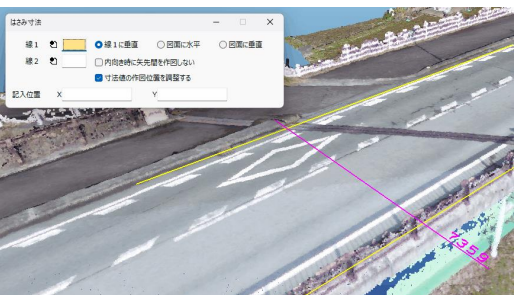 はさみ寸法
線1 線1に垂直 図面に水平 図面に垂直
線2 内向き時に矢先間を作図しない
寸法値の作図位置を調整する
記入位置 X Y
7359